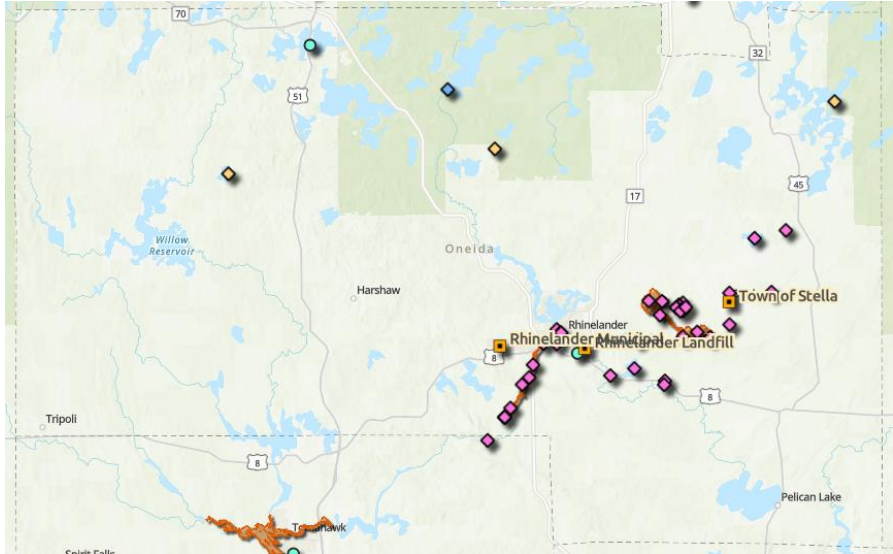 70
32
51
45
17
Willow
Reservoir
Oneida
Harshaw
Town of Stella
Rhinelander
Rhinelander Municipal
Rhinelander Landfill
8
8
Tripoli
8
Pelican Lake
Tomahawk
Spirit Falls